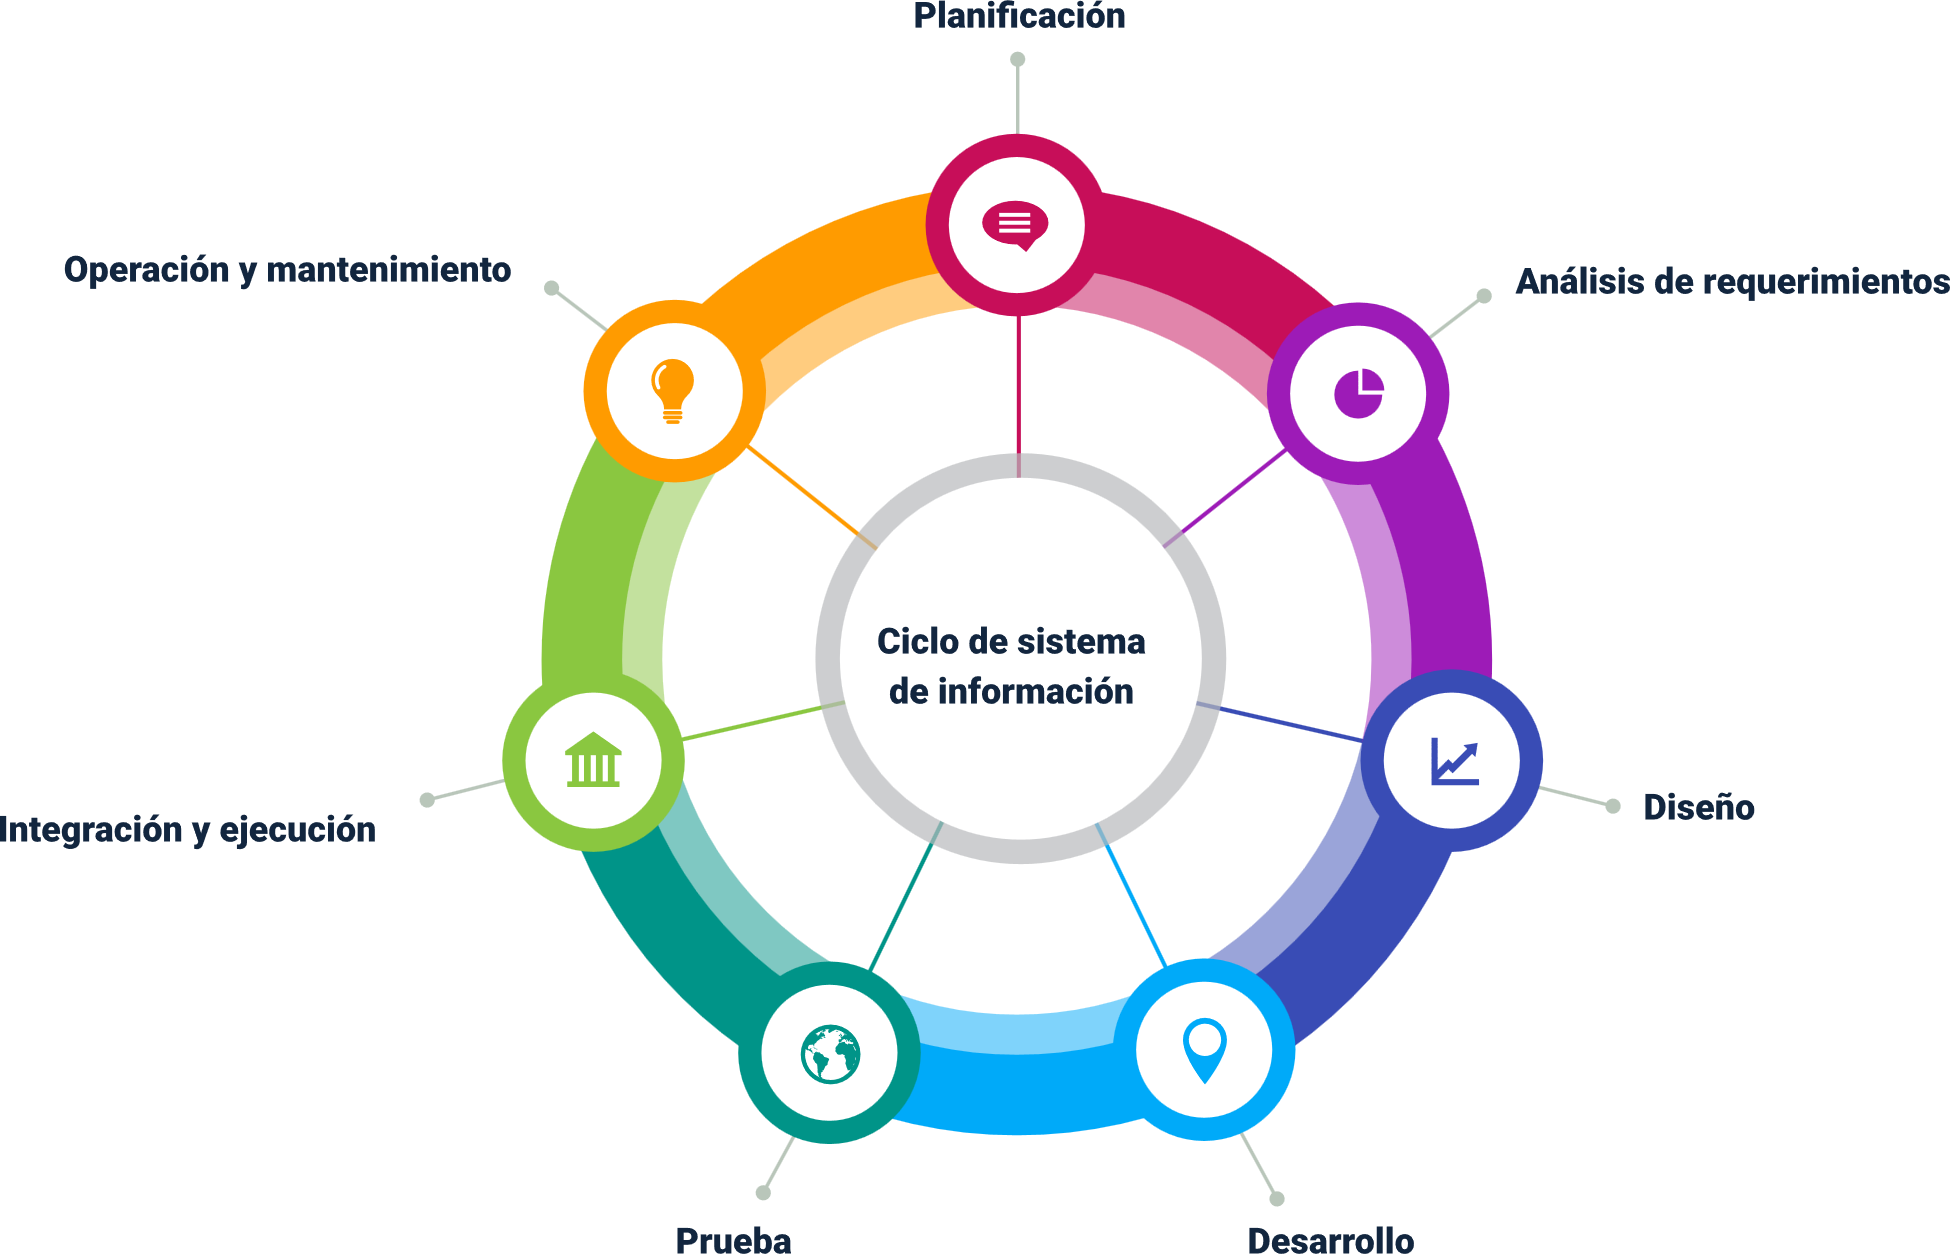 Planificación
Operación y mantenimiento
Análisis de requerimientos
Ciclo de sistema
de información
Diseño
Integración y ejecución
Prueba
Desarrollo